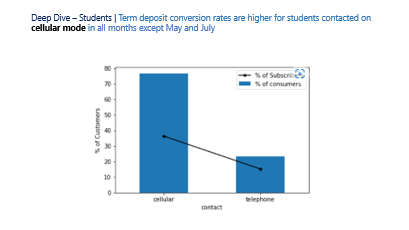 Deep Dive – Students | Term deposit conversion rates are higher for students contacted on
cellular mode in all months except May and July
80
70
60
50
40
30
20
10
0
% of Customers
% of
% of consumers
cellular
telephone
contact